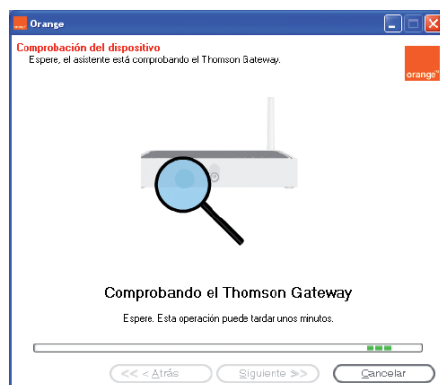 Orange
Comprobación del dispositivo
Espere, el asistente está comprobando el Thomson Gateway.
orange™
Comprobando el Thomson Gateway
Espere. Esta operación puede tardar unos minutos.
<< < Atrás
Siguiente >>
Cancelar